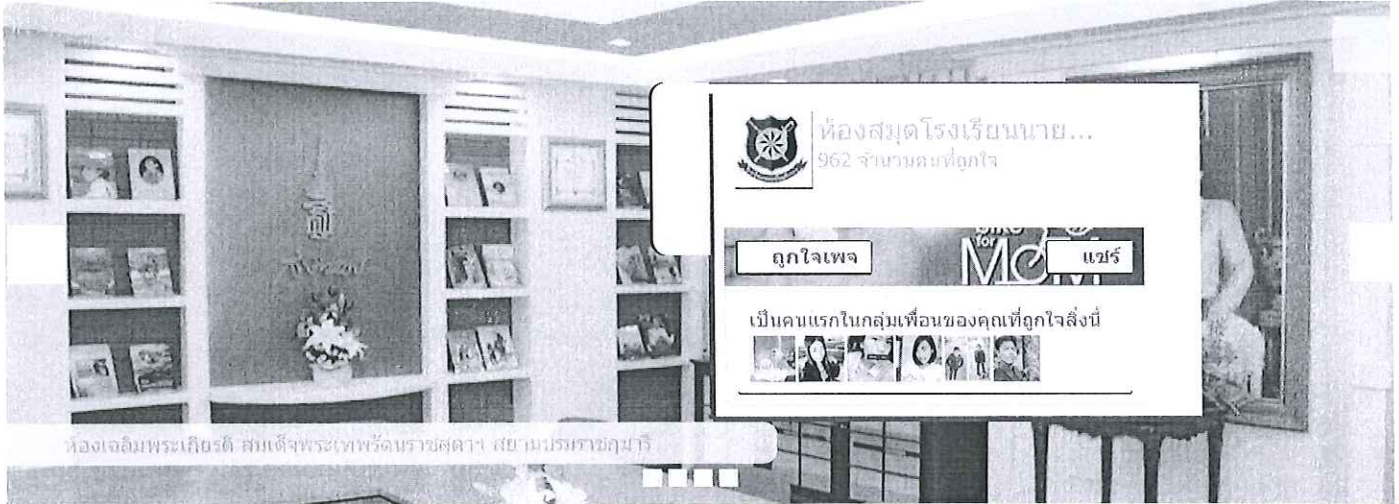 ห้องสมุดโรงเรียนนาย...
962 จำนวนคนที่ถูกใจ
bike
for
MOM
ถูกใจเพจ
แชร์
เป็นคนแรกในกลุ่มเพื่อนของคุณที่ถูกใจสิ่งนี้
ห้องเฉลิมพระเกียรติ สมเด็จพระเทพรัตนราชสุดาฯ สยามบรมราชกุมารี